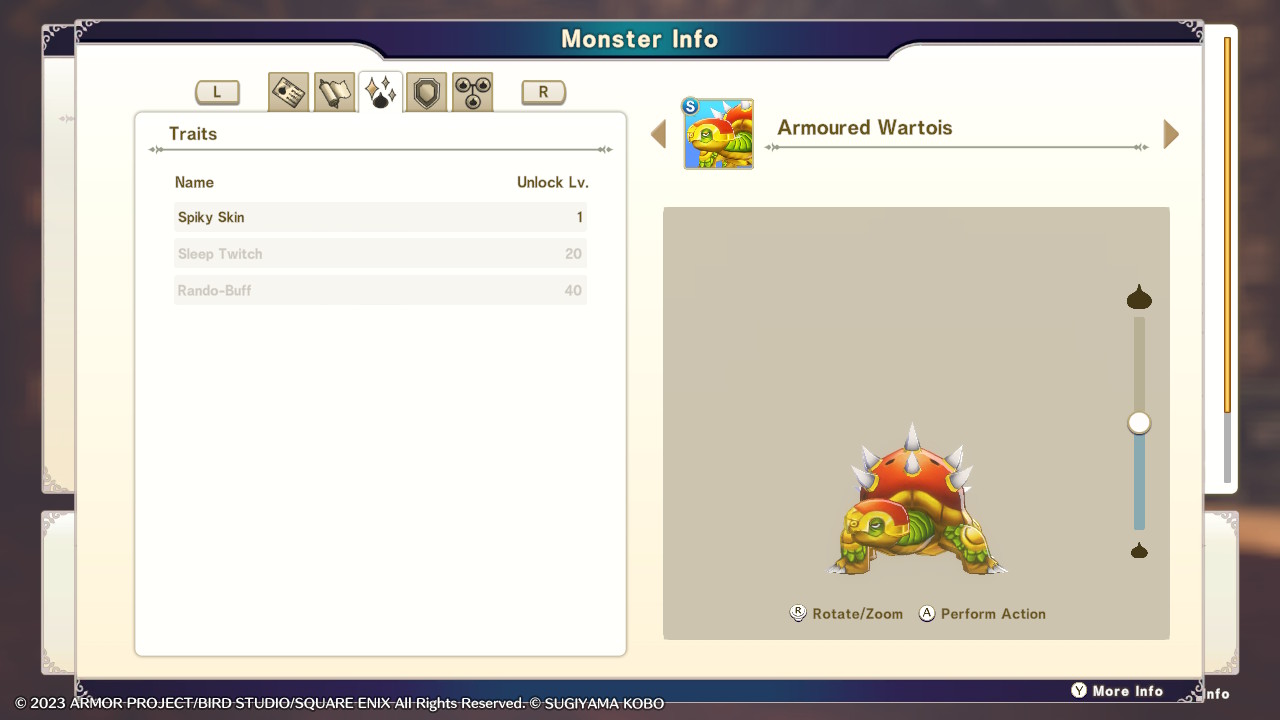 Monster Info
L
R
Traits
Name Unlock Lv.
Spiky Skin 1
Sleep Twitch 20
Rando-Buff 40
S
Armoured Wartois
R Rotate/Zoom A Perform Action
Y More Info
nfo
© 2023 ARMOR PROJECT/BIRD STUDIO/SQUARE ENIX All Rights Reserved. © SUGIYAMA KOBO